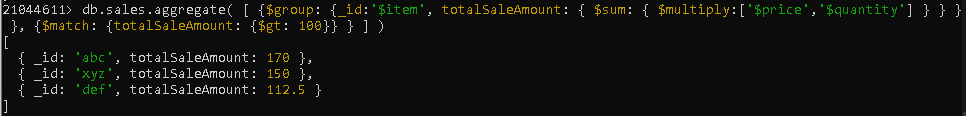 21044611> db.sales.aggregate( [ {$group: {_id:'$item', totalSaleAmount: { $sum: { $multiply:['$price','$quantity'] } } }
 }, {$match: {totalSaleAmount: {$gt: 100}} } ] )
[
  { _id: 'abc', totalSaleAmount: 170 },
  { _id: 'xyz', totalSaleAmount: 150 },
  { _id: 'def', totalSaleAmount: 112.5 }
]